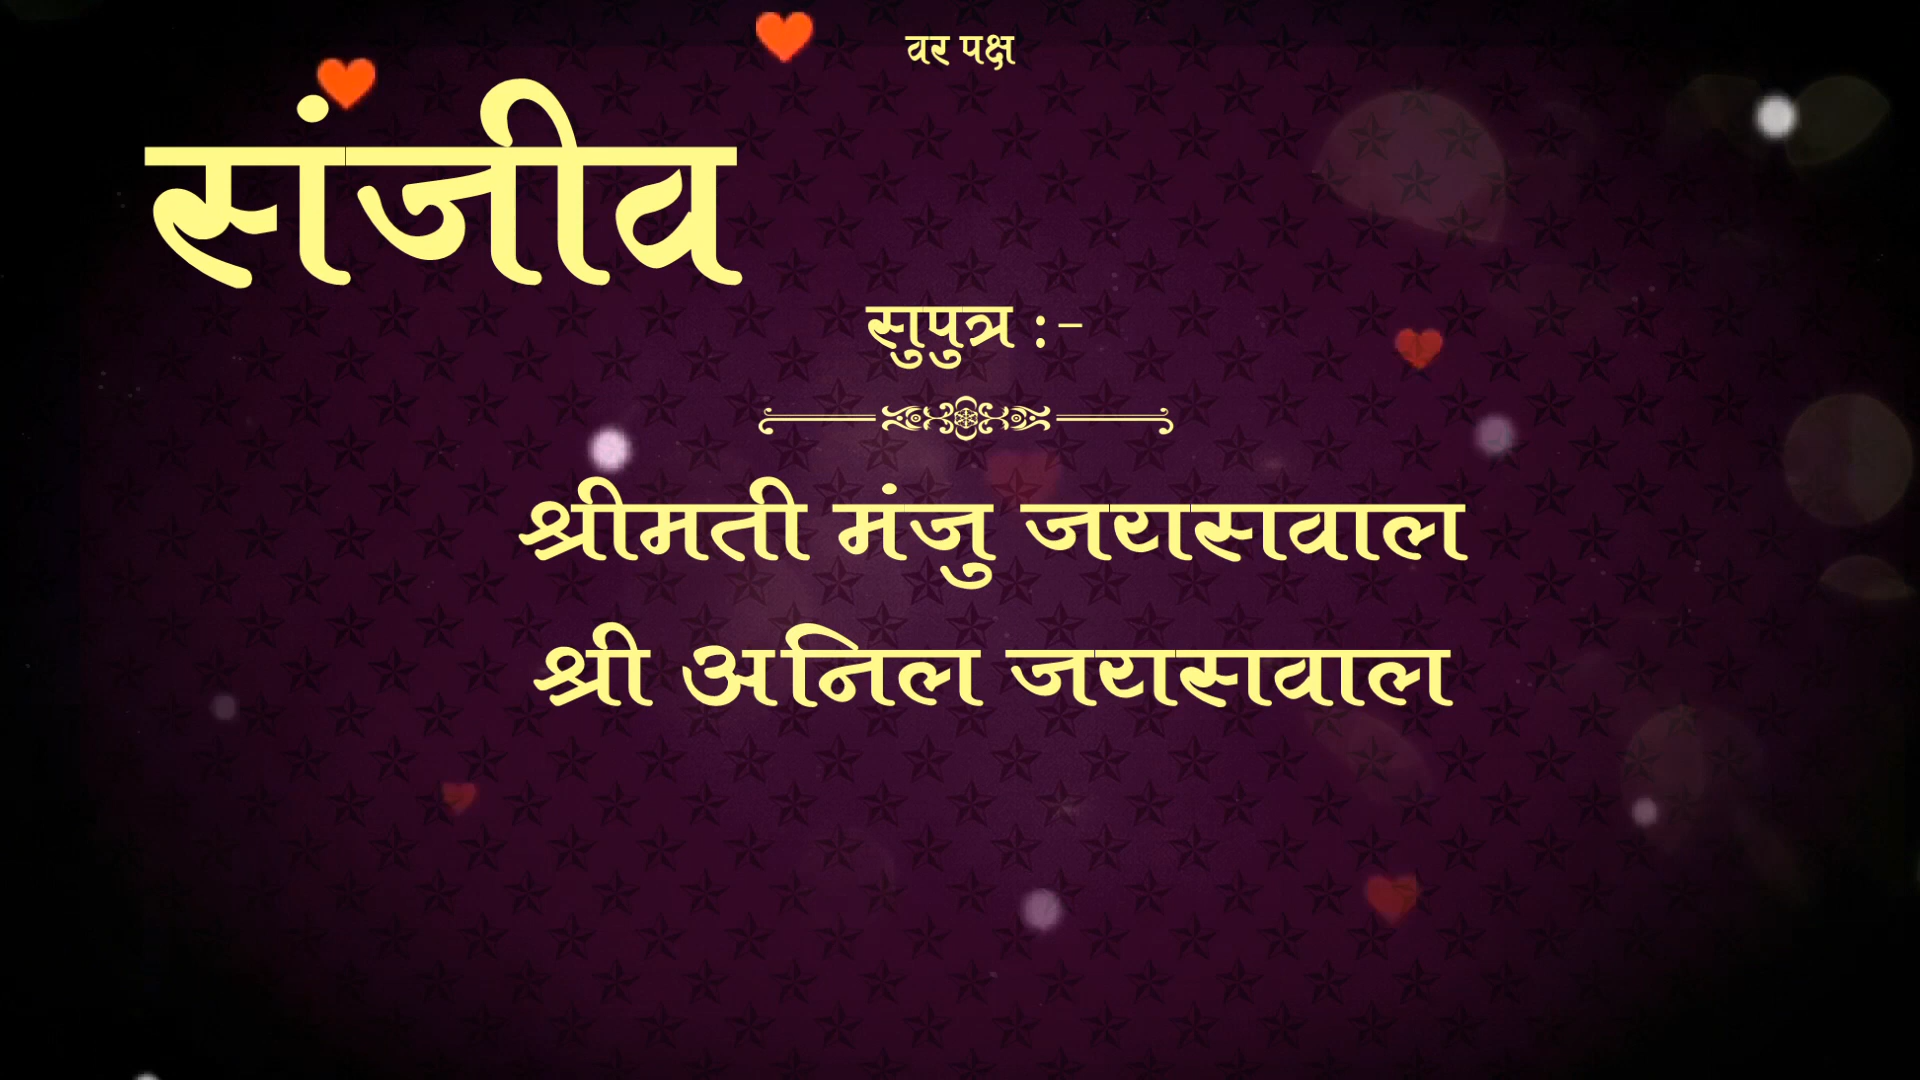 वर पक्ष
संजीव
सुपुत्र :-
श्रीमती मंजु जयसवाल
श्री अनिल जयसवाल